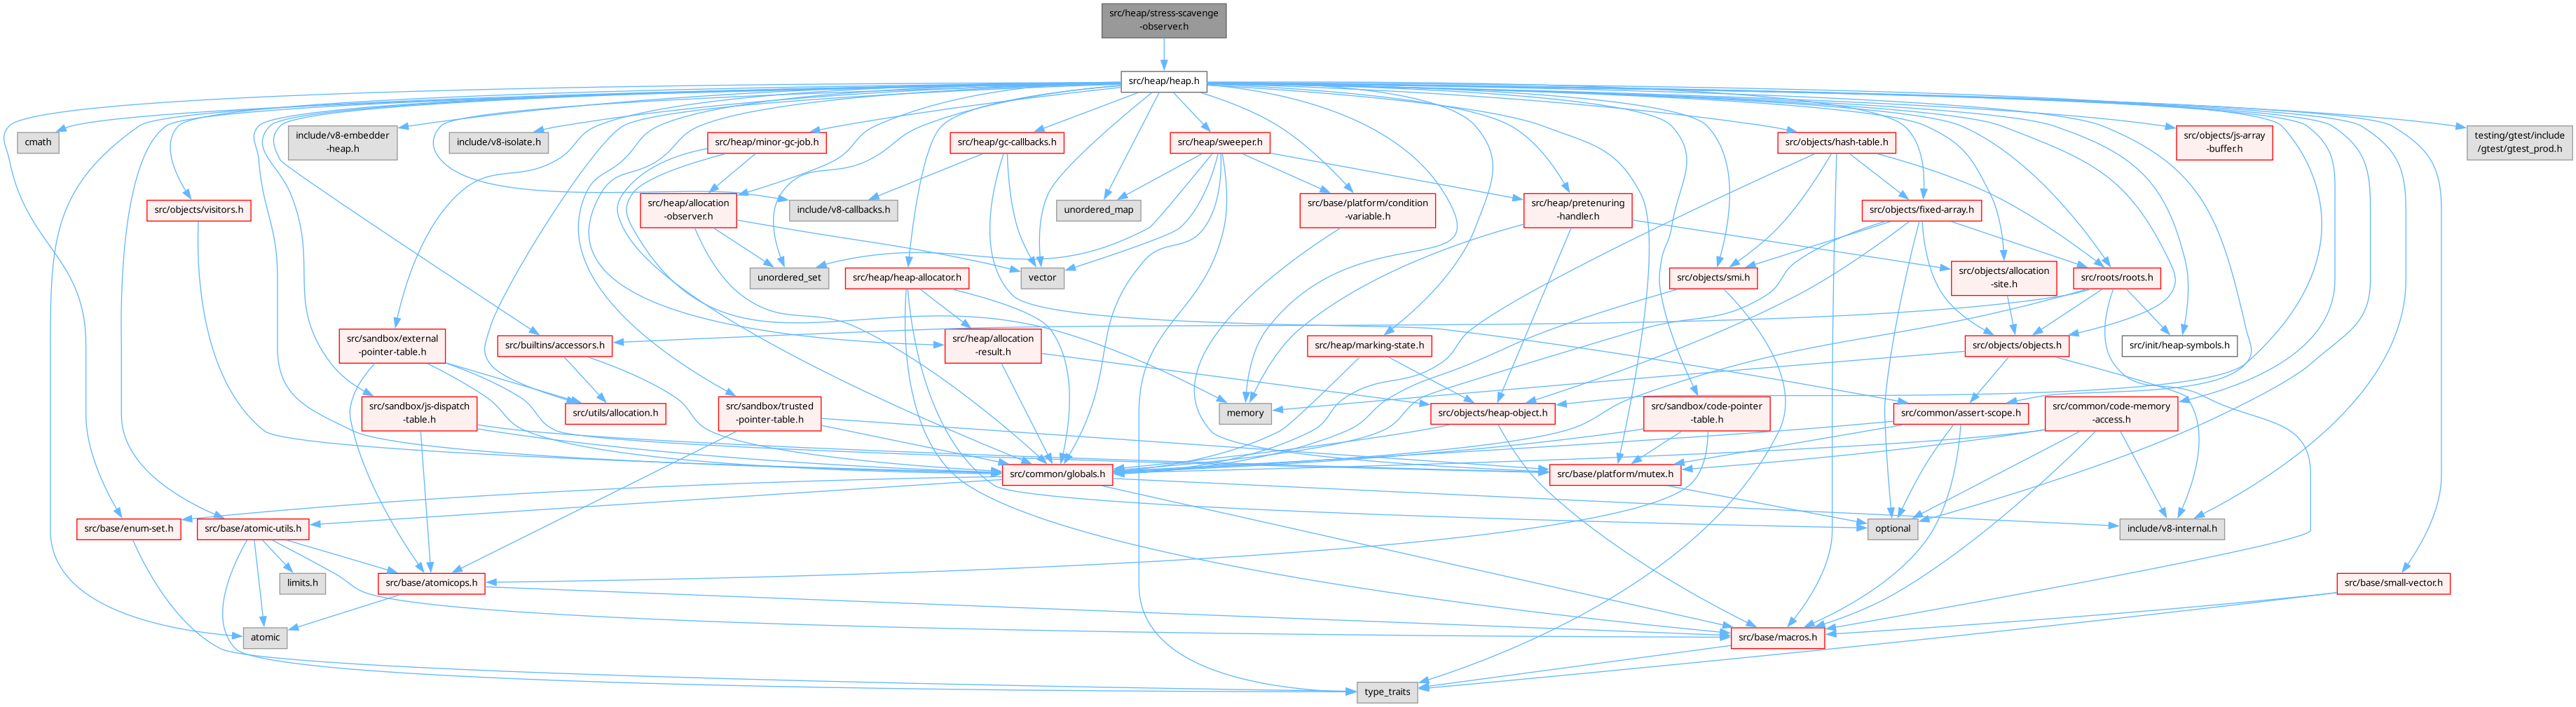 src/heap/stress-scavenge
-observer.h
src/heap/heap.h
cmath
include/v8-embedder
-heap.h
include/v8-isolate.h
src/heap/minor-gc-job.h
src/heap/gc-callbacks.h
src/heap/sweeper.h
src/objects/hash-table.h
src/objects/js-array
-buffer.h
testing/gtest/include
/gtest/gtest_prod.h
src/objects/visitors.h
src/heap/allocation
-observer.h
include/v8-callbacks.h
unordered_map
src/base/platform/condition
-variable.h
src/heap/pretenuring
-handler.h
src/objects/fixed-array.h
unordered_set
src/heap/heap-allocator.h
vector
src/objects/smi.h
src/objects/allocation
-site.h
src/roots/roots.h
src/sandbox/external
-pointer-table.h
src/builtins/accessors.h
src/heap/allocation
-result.h
src/heap/marking-state.h
src/objects/objects.h
src/init/heap-symbols.h
src/sandbox/js-dispatch
-table.h
src/utils/allocation.h
src/sandbox/trusted
-pointer-table.h
memory
src/objects/heap-object.h
src/sandbox/code-pointer
-table.h
src/common/assert-scope.h
src/common/code-memory
-access.h
src/common/globals.h
src/base/platform/mutex.h
src/base/enum-set.h
src/base/atomic-utils.h
optional
include/v8-internal.h
limits.h
src/base/atomicops.h
src/base/small-vector.h
atomic
src/base/macros.h
type_traits